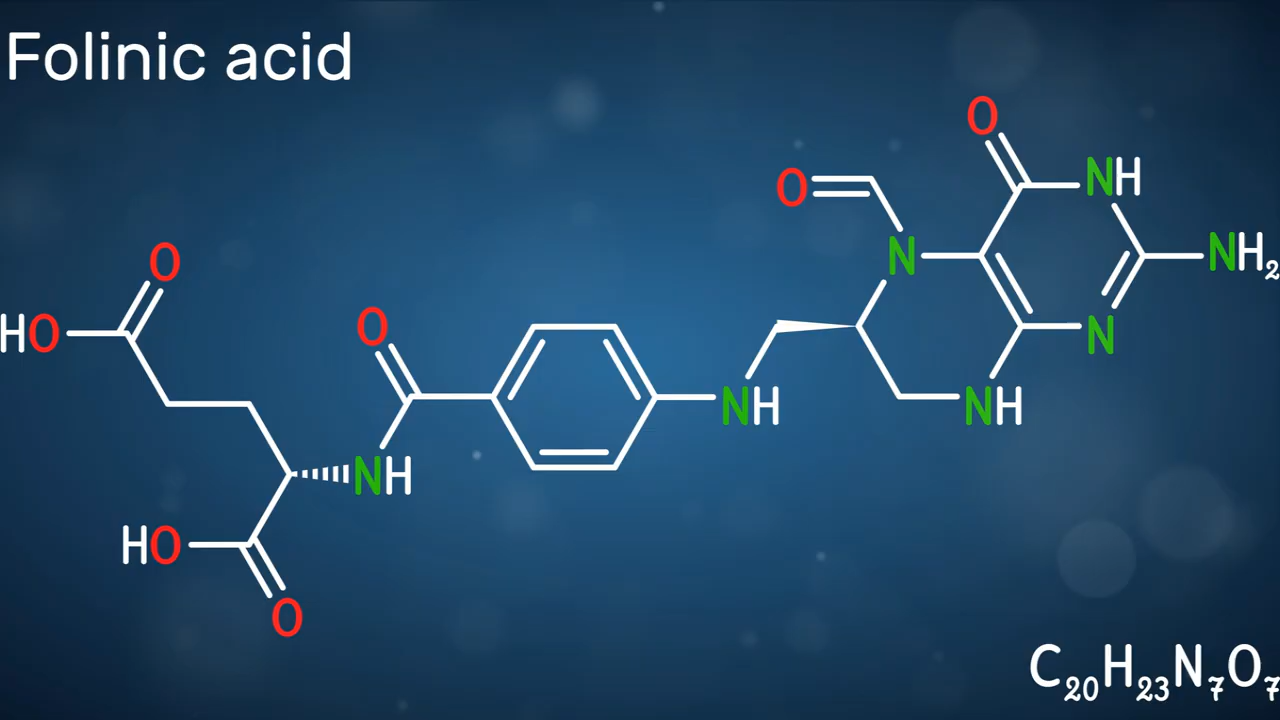 Folinic acid
O
O NH
O N NH₂
O
HO O N
NH NH
NH
HO
O
C₂₀H₂₃N₇O₇